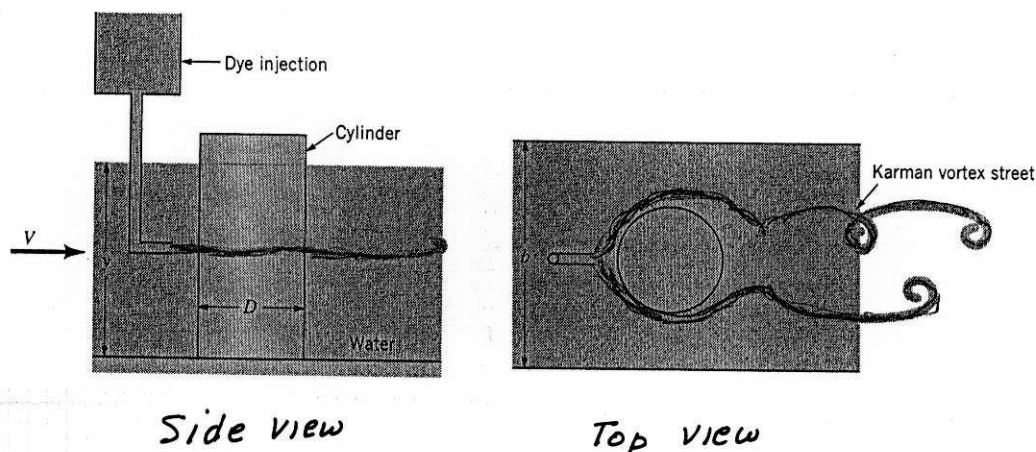 Dye injection
Cylinder
Karman vortex street
V
D
Water
Side view
Top view